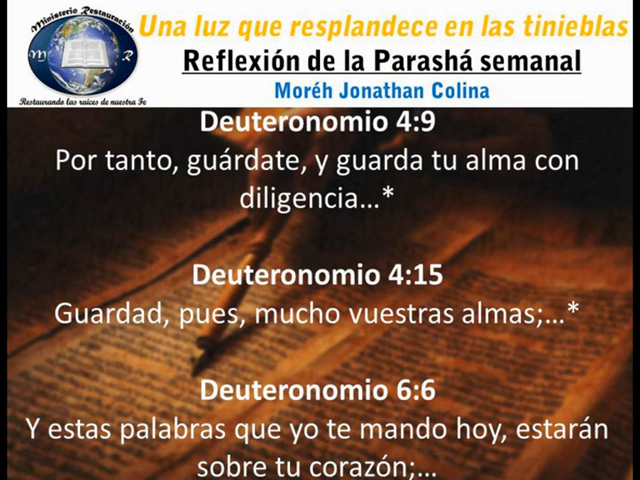 Ministerio Restauración
M R
Restaurando las raíces de nuestra Fe
Una luz que resplandece en las tinieblas
Reflexión de la Parashá semanal
Moréh Jonathan Colina
Deuteronomio 4:9
Por tanto, guárdate, y guarda tu alma con
diligencia...*
Deuteronomio 4:15
Guardad, pues, mucho vuestras almas;...*
Deuteronomio 6:6
Y estas palabras que yo te mando hoy, estarán
sobre tu corazón;...